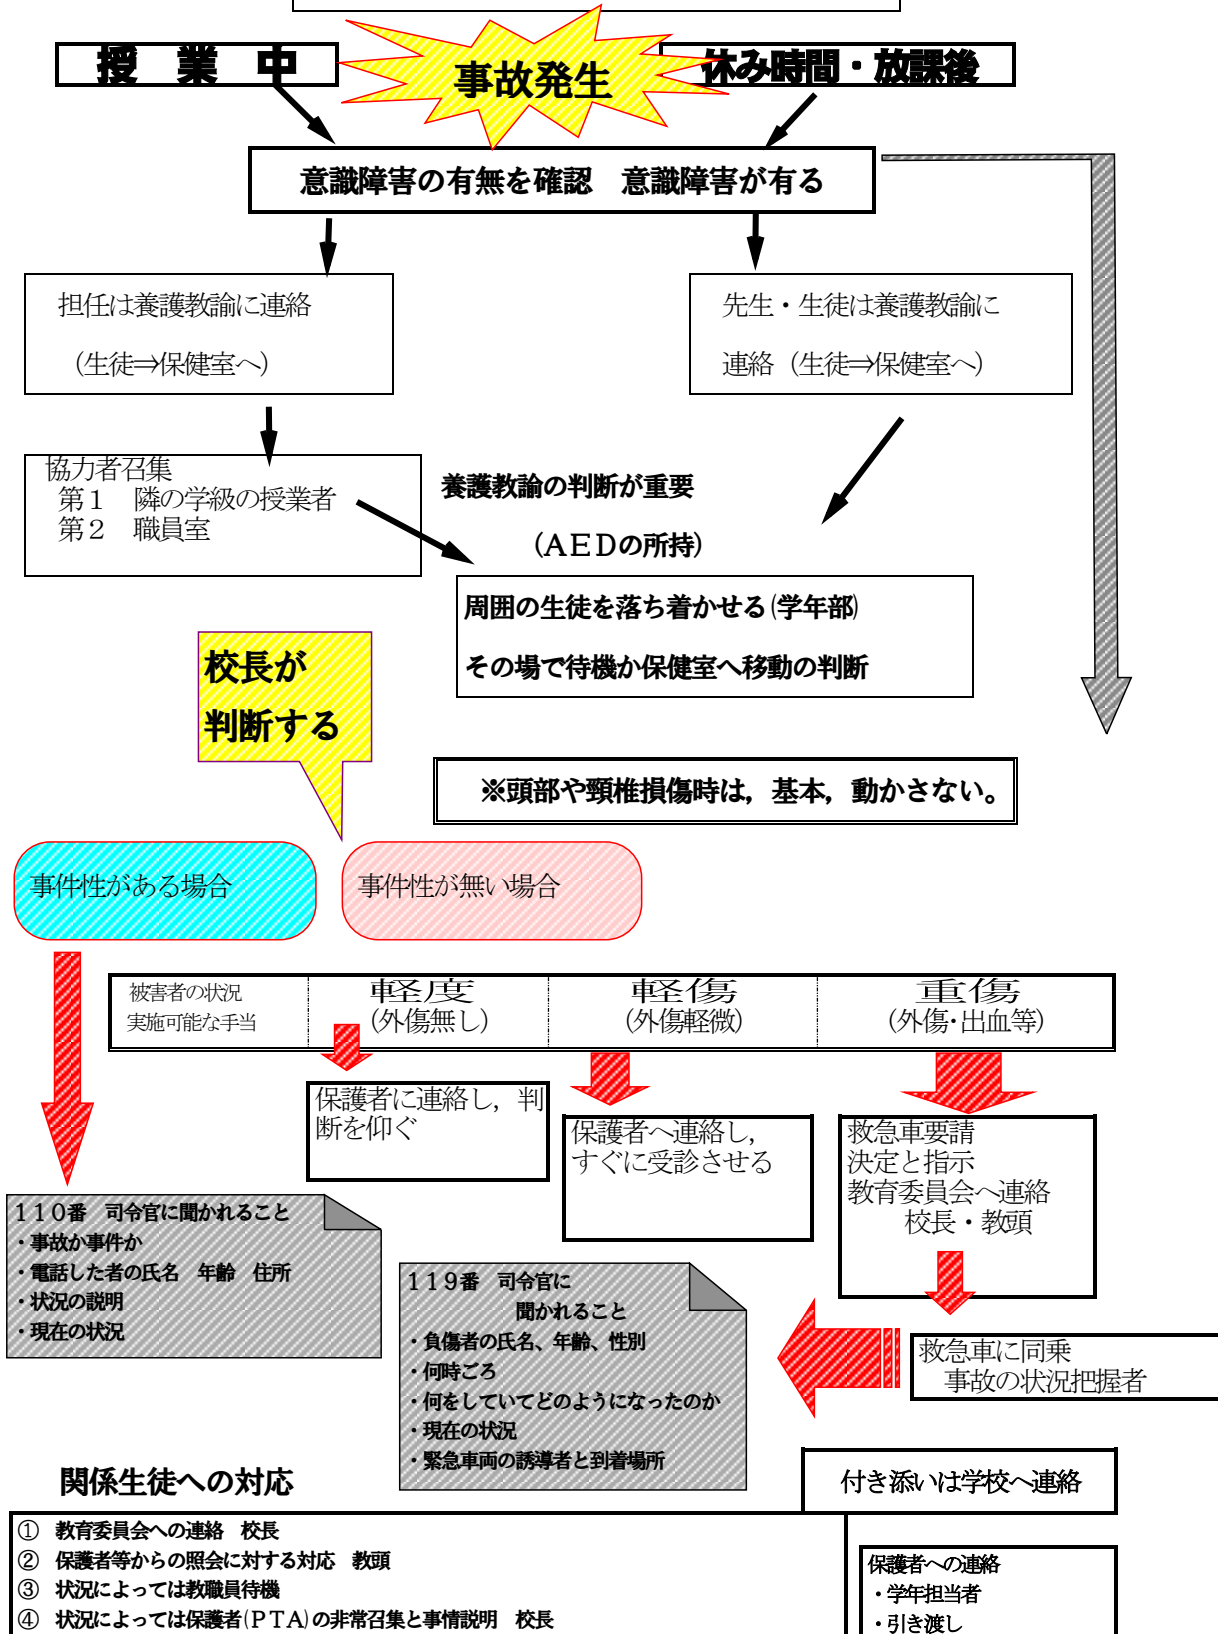 授　業　中
事故発生
休み時間・放課後
意識障害の有無を確認　意識障害が有る
担任は養護教諭に連絡
（生徒⇒保健室へ）
先生・生徒は養護教諭に
連絡（生徒⇒保健室へ）
協力者召集
第１　隣の学級の授業者
第２　職員室
養護教諭の判断が重要
（ＡＥＤの所持）
周囲の生徒を落ち着かせる(学年部)
その場で待機か保健室へ移動の判断
校長が
判断する
※頭部や頸椎損傷時は，基本，動かさない。
事件性がある場合
事件性が無い場合
被害者の状況
実施可能な手当
軽度
（外傷無し）
軽傷
（外傷軽微）
重傷
（外傷･出血等）
保護者に連絡し，判
断を仰ぐ
保護者へ連絡し，
すぐに受診させる
救急車要請
決定と指示
教育委員会へ連絡
校長・教頭
１１０番　司令官に聞かれること
・事故か事件か
・電話した者の氏名　年齢　住所
・状況の説明
・現在の状況
１１９番　司令官に
聞かれること
・負傷者の氏名、年齢、性別
・何時ごろ
・何をしていてどのようになったのか
・現在の状況
・緊急車両の誘導者と到着場所
救急車に同乗
事故の状況把握者
関係生徒への対応
付き添いは学校へ連絡
①　教育委員会への連絡　校長
②　保護者等からの照会に対する対応　教頭
③　状況によっては教職員待機
④　状況によっては保護者(ＰＴＡ)の非常召集と事情説明　校長
保護者への連絡
・学年担当者
・引き渡し